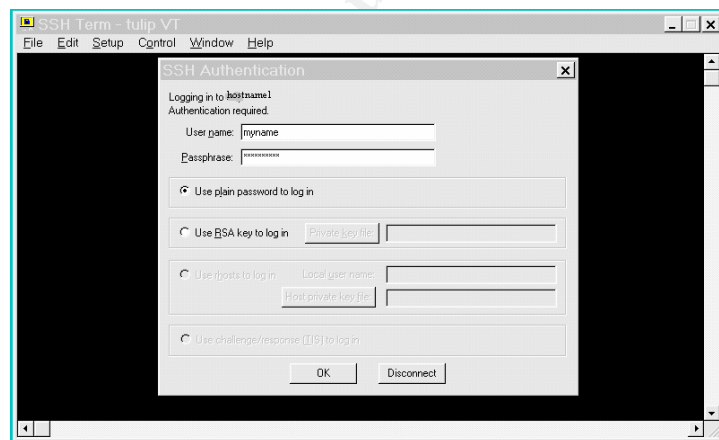 SSH Term - tulip VT
File Edit Setup Control Window Help
SSH Authentication
Logging in to hostname1
Authentication required.
User name: myname
Passphrase: **********
Use plain password to log in
Use RSA key to log in Private key file:
Use rhosts to log in Local user name:
Host private key file:
Use challenge/response (TIS) to log in
OK Disconnect